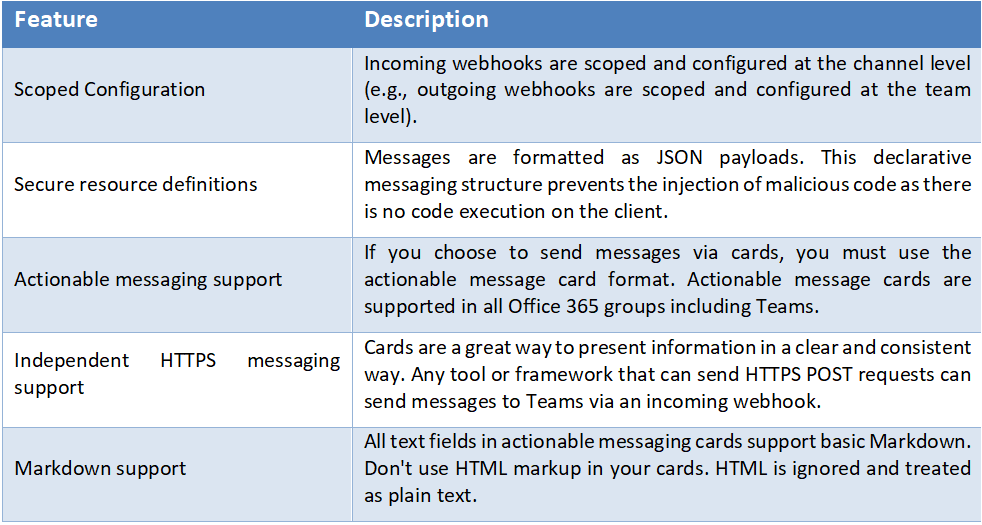 Feature
Description
Scoped Configuration
Incoming webhooks are scoped and configured at the channel level
(e.g., outgoing webhooks are scoped and configured at the team
level).
Secure resource definitions
Messages are formatted as JSON payloads. This declarative
messaging structure prevents the injection of malicious code as there
is no code execution on the client.
Actionable messaging support
If you choose to send messages via cards, you must use the
actionable message card format. Actionable message cards are
supported in all Office 365 groups including Teams.
Independent HTTPS messaging
support
Cards are a great way to present information in a clear and consistent
way. Any tool or framework that can send HTTPS POST requests can
send messages to Teams via an incoming webhook.
Markdown support
All text fields in actionable messaging cards support basic Markdown.
Don't use HTML markup in your cards. HTML is ignored and treated
as plain text.